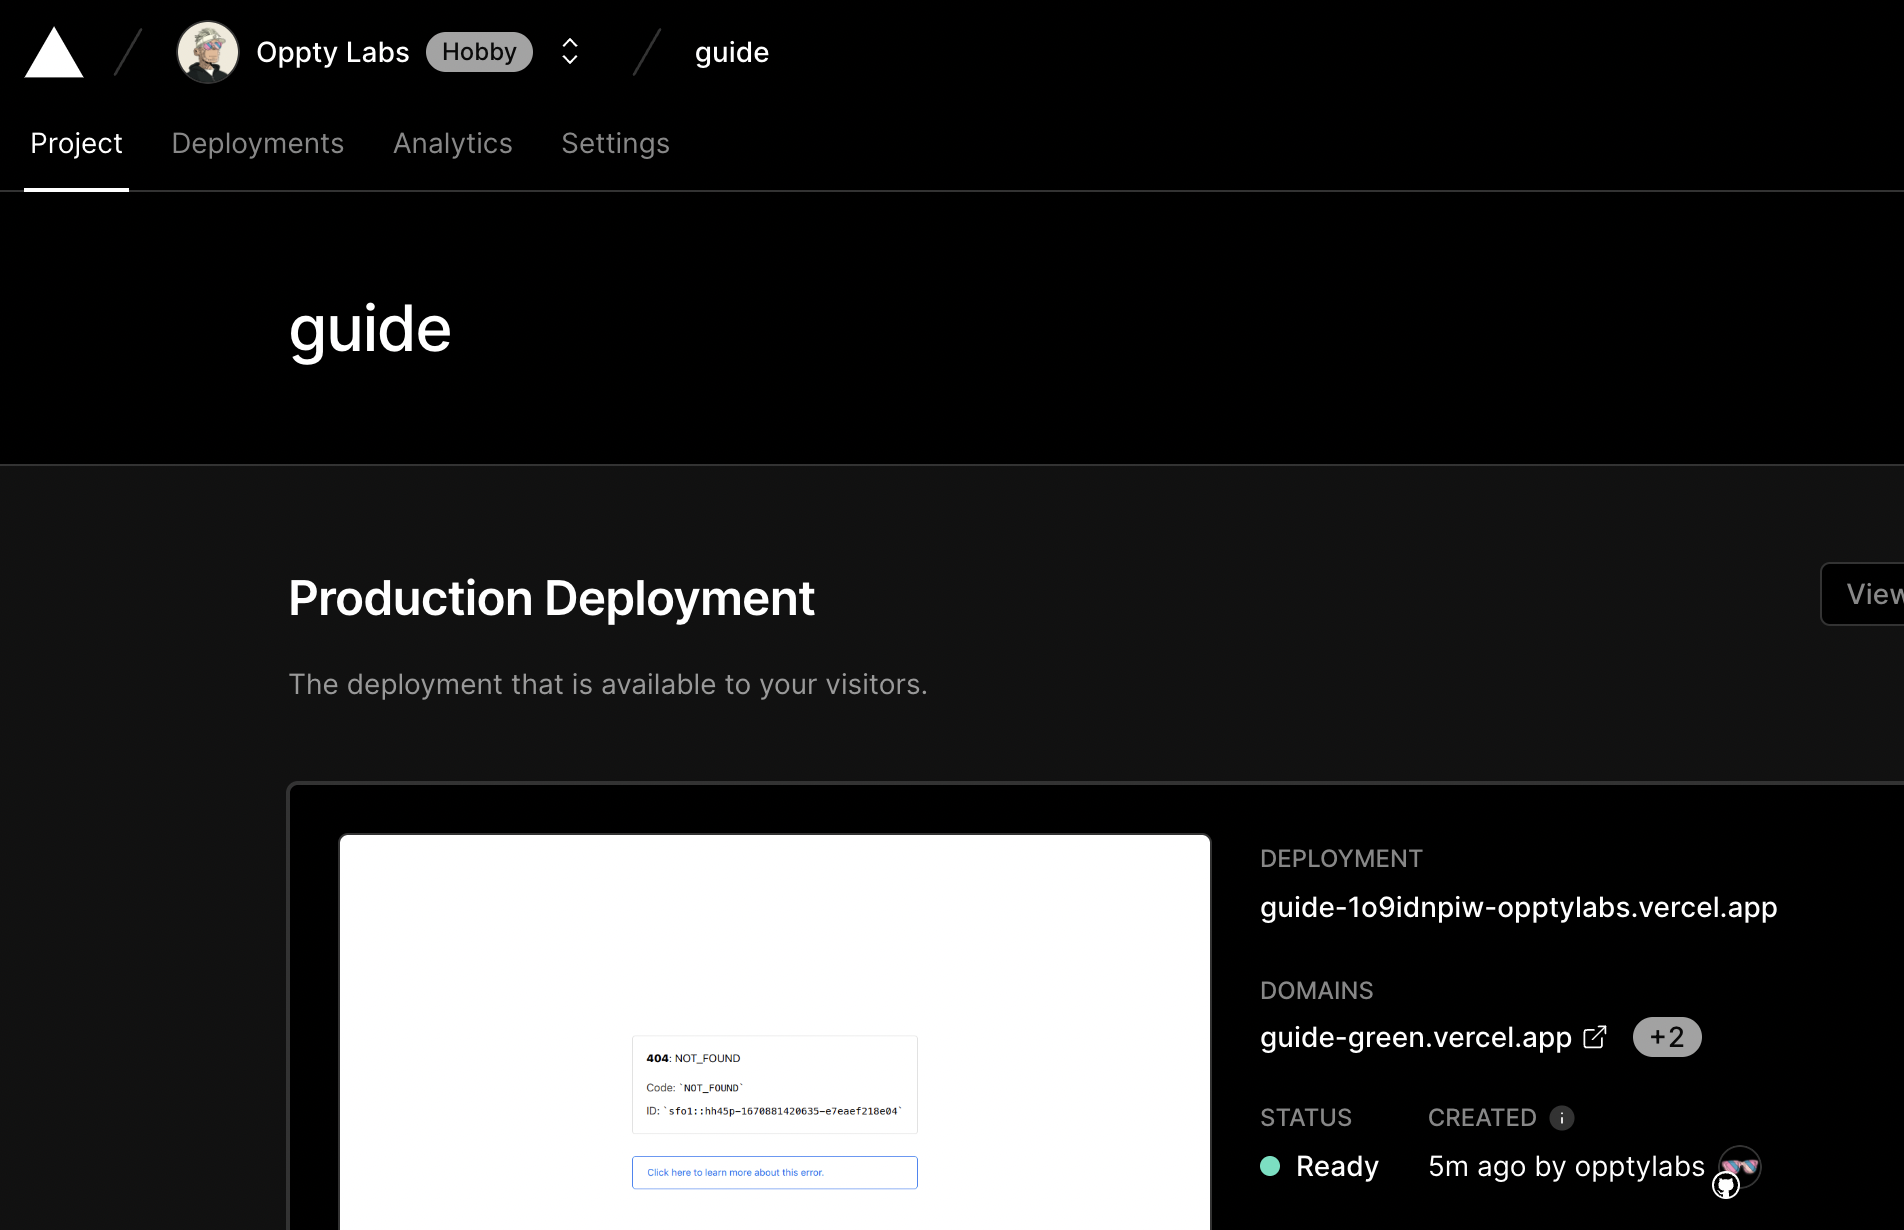 Oppty Labs Hobby guide
Project Deployments Analytics Settings
guide
Production Deployment
View
The deployment that is available to your visitors.
DEPLOYMENT
guide-1o9idnpiw-opptylabs.vercel.app
DOMAINS
guide-green.vercel.app +2
404: NOT_FOUND
Code: `NOT_FOUND`
ID: `sfo1::hh45p-1670881420635-e7eaef218e04`
Click here to learn more about this error.
STATUS CREATED
Ready 5m ago by opptylabs